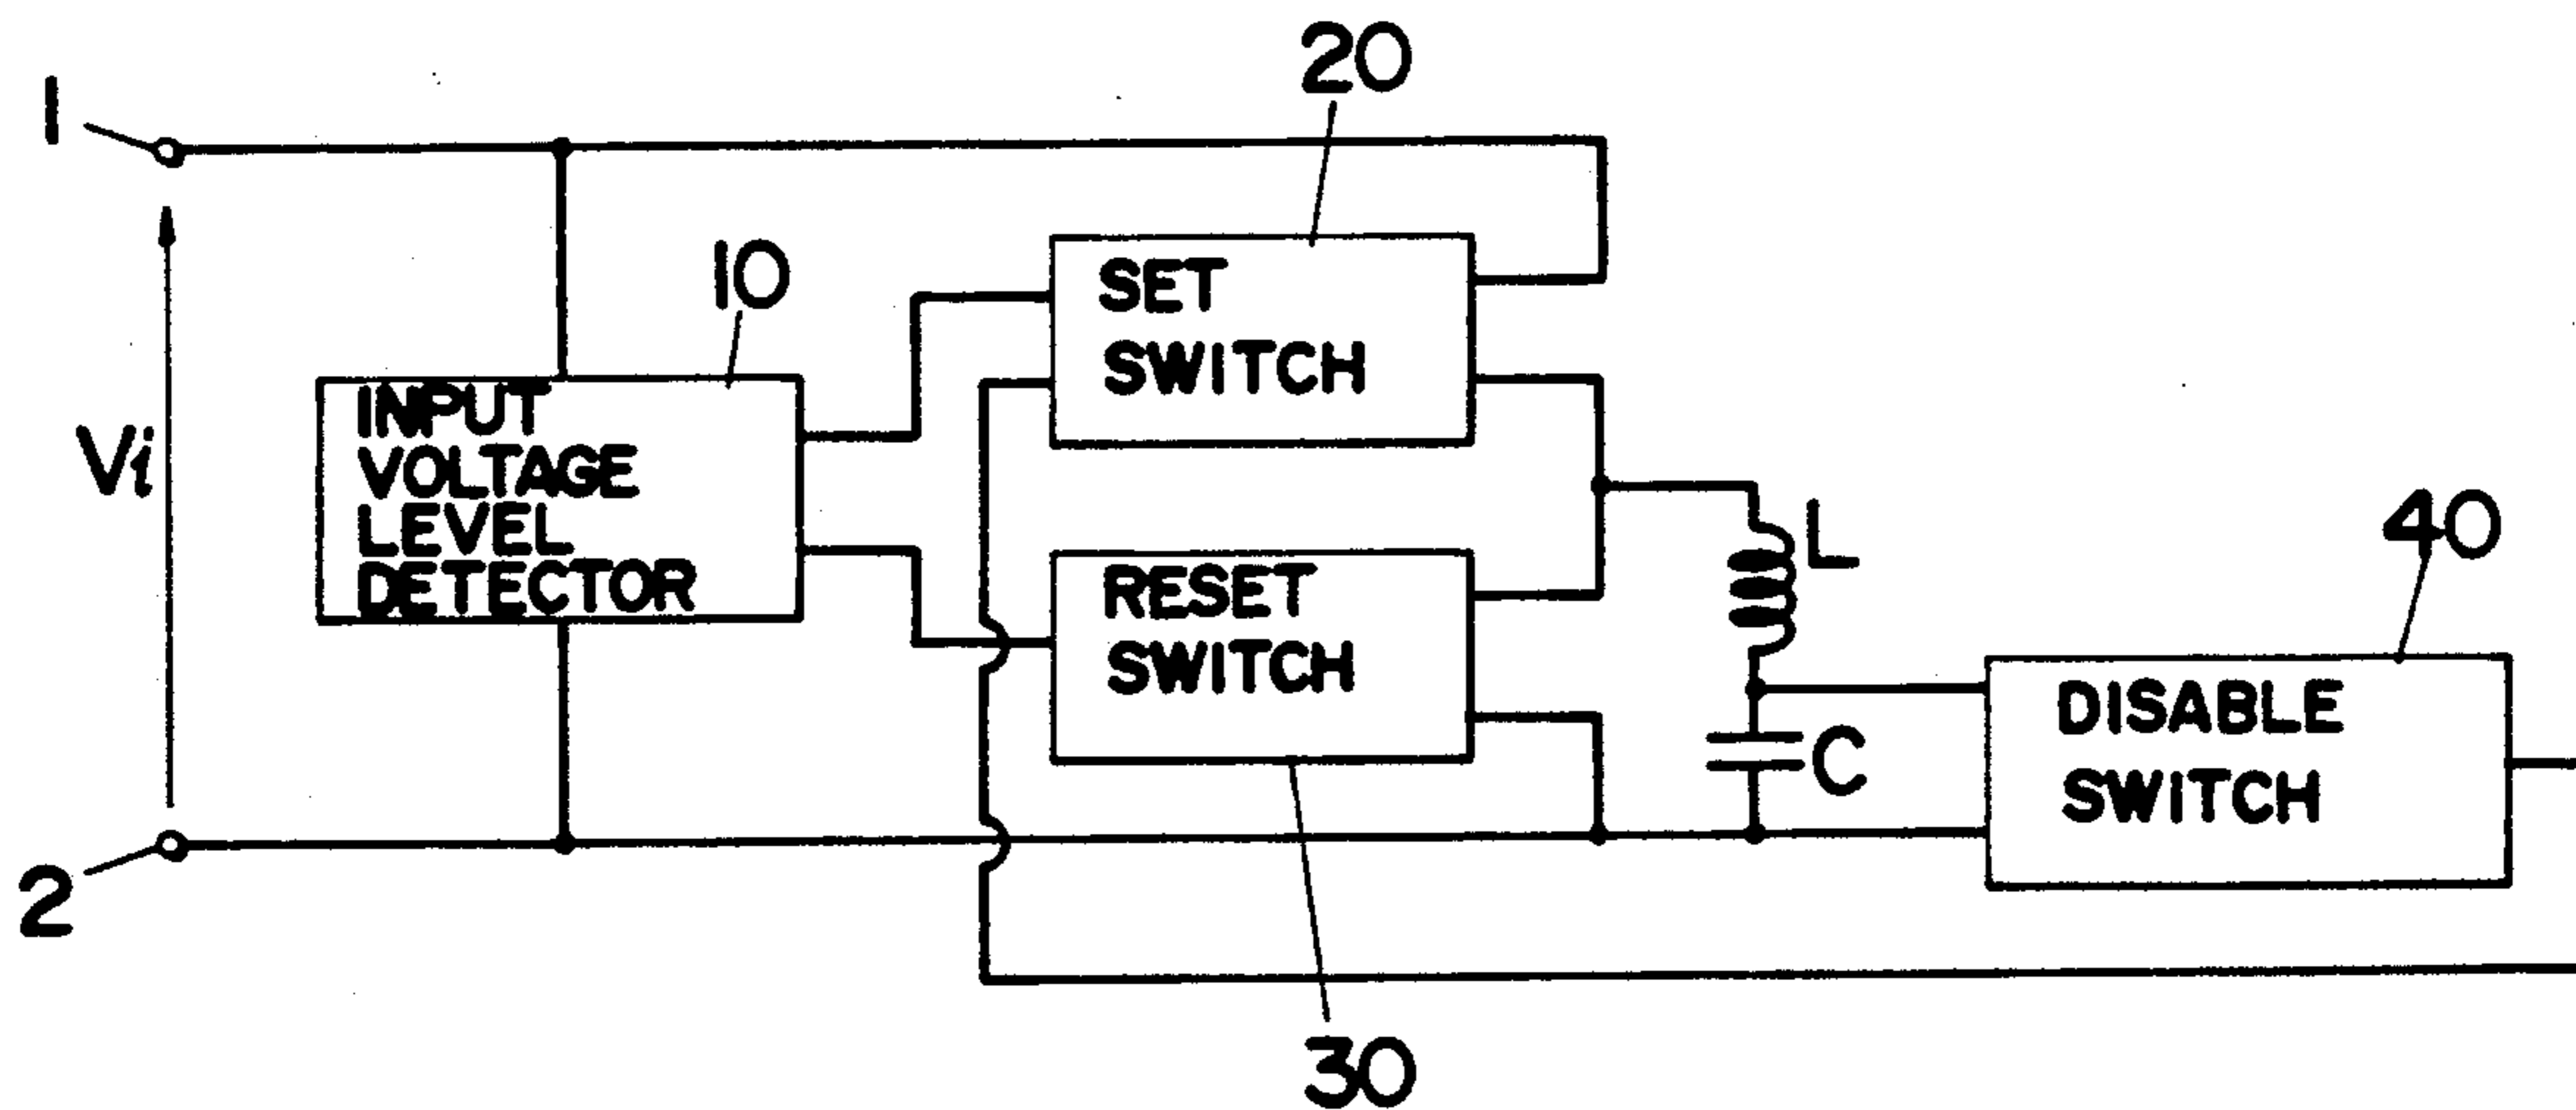 1
20
10
SET
SWITCH
INPUT
VOLTAGE
LEVEL
DETECTOR
Vi
L
40
RESET
SWITCH
DISABLE
SWITCH
C
2
30